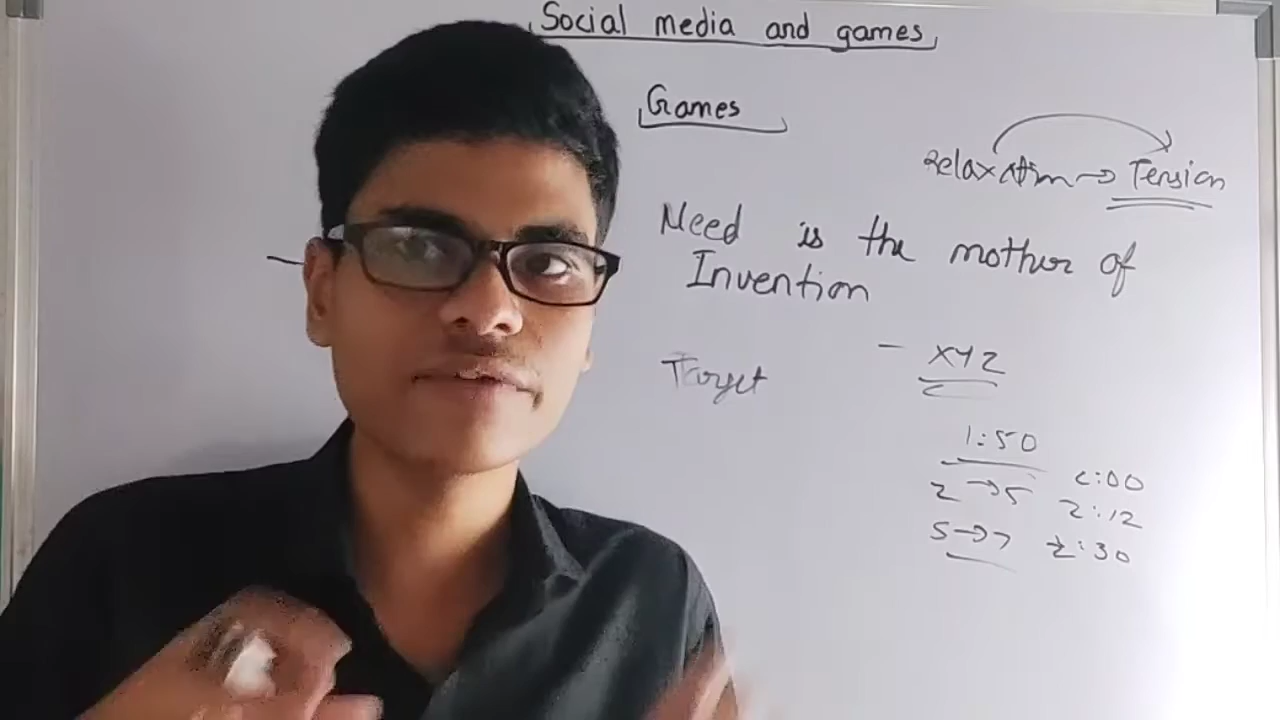 Social media and games
Games
Relaxation → Tension
Need is the mother of
Invention
Target
- XYZ
1:50
2 → 5 2:00
5 → 7 2:12
2:30